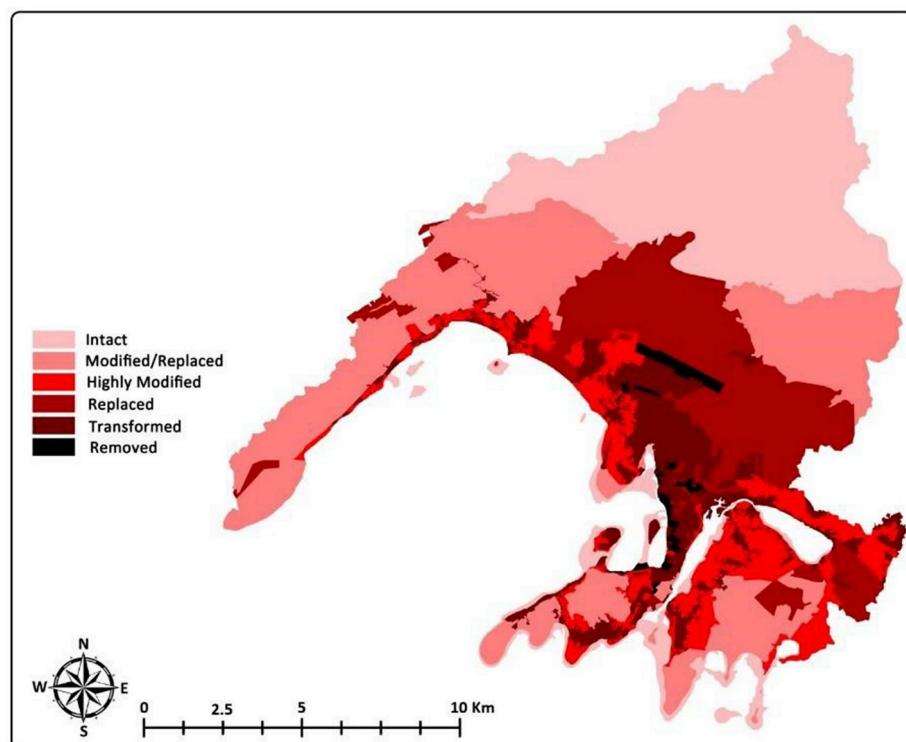 Intact
Modified/Replaced
Highly Modified
Replaced
Transformed
Removed
N
W E
S
0 2.5 5 10 Km